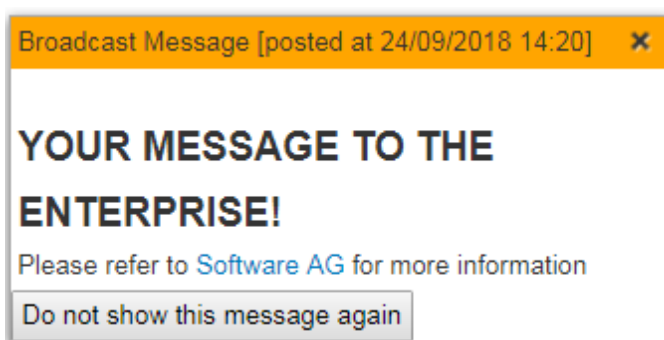 Broadcast Message [posted at 24/09/2018 14:20] ×
YOUR MESSAGE TO THE
ENTERPRISE!
Please refer to Software AG for more information
Do not show this message again